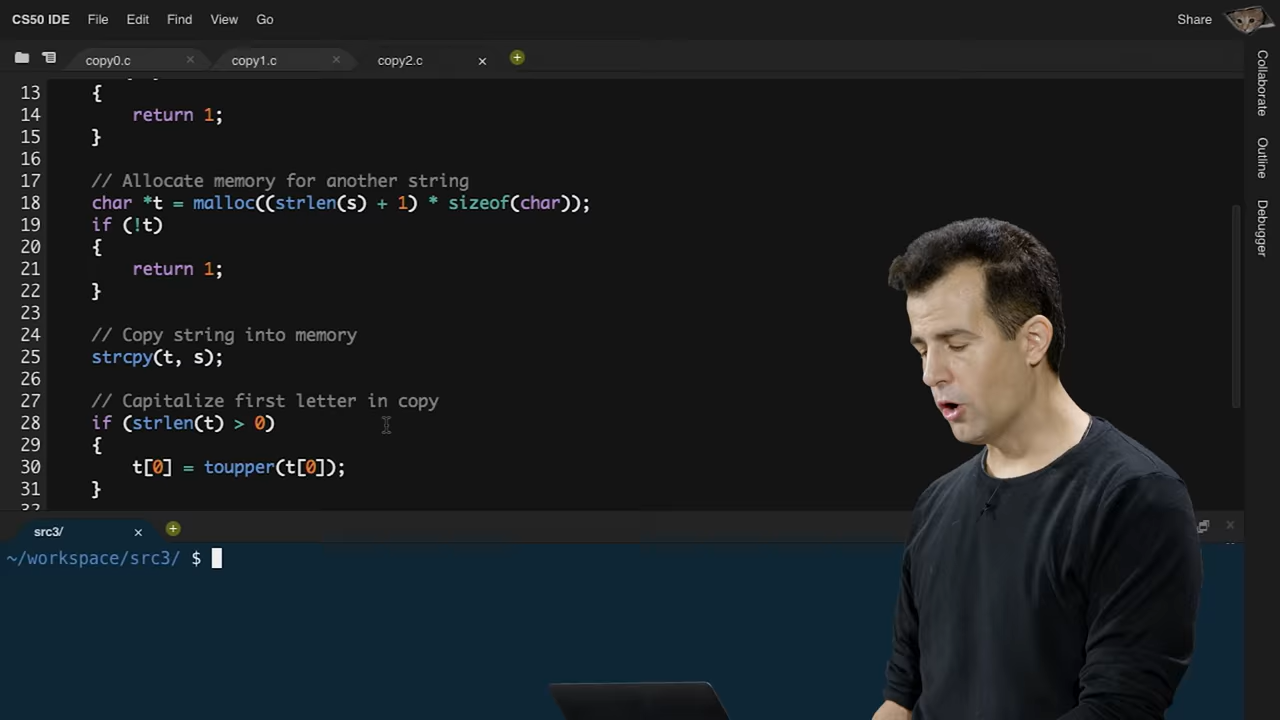 CS50 IDE File Edit Find View Go Share
copy0.c × copy1.c × copy2.c ×
13 {
14 return 1;
15 }
16
17 // Allocate memory for another string
18 char *t = malloc((strlen(s) + 1) * sizeof(char));
19 if (!t)
20 {
21 return 1;
22 }
23
24 // Copy string into memory
25 strcpy(t, s);
26
27 // Capitalize first letter in copy
28 if (strlen(t) > 0)
29 {
30 t[0] = toupper(t[0]);
31 }
32
Collaborate
Outline
Debugger
src3/ ×
~/workspace/src3/ $